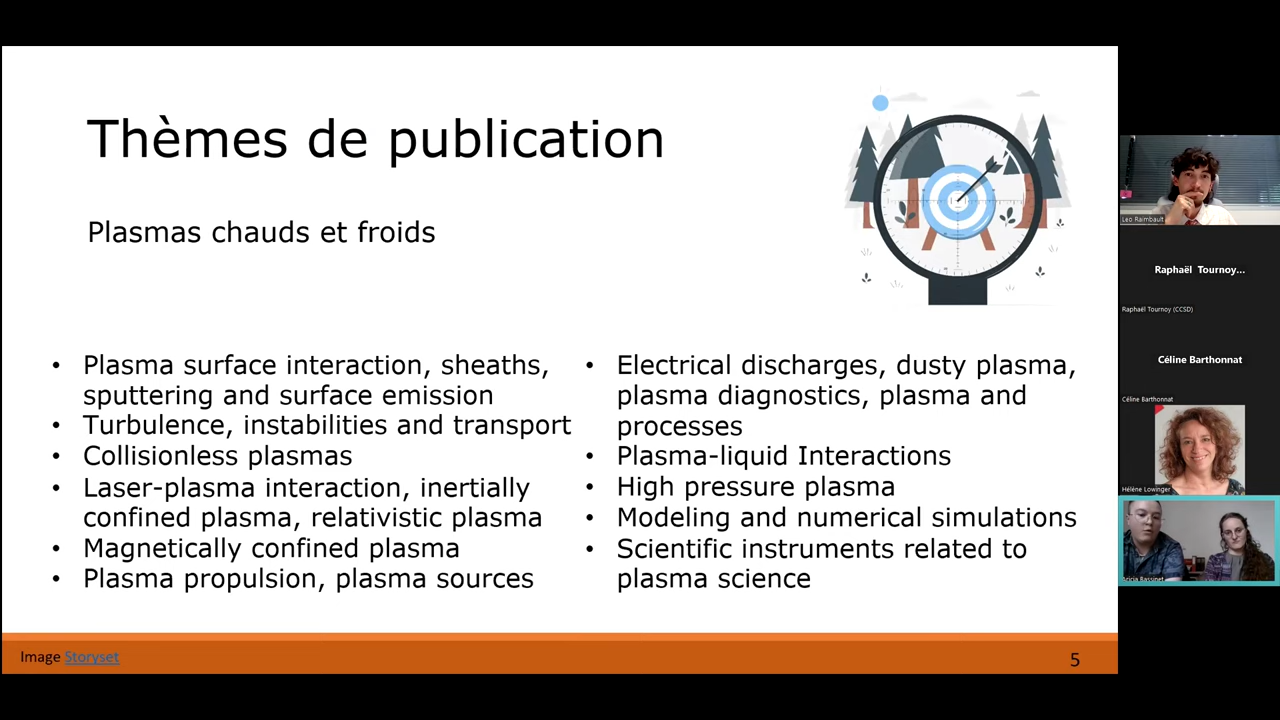 Thèmes de publication
Plasmas chauds et froids
• Plasma surface interaction, sheaths,
sputtering and surface emission
• Turbulence, instabilities and transport
• Collisionless plasmas
• Laser-plasma interaction, inertially
confined plasma, relativistic plasma
• Magnetically confined plasma
• Plasma propulsion, plasma sources
• Electrical discharges, dusty plasma,
plasma diagnostics, plasma and
processes
• Plasma-liquid Interactions
• High pressure plasma
• Modeling and numerical simulations
• Scientific instruments related to
plasma science
Image Storyset
5
Leo Raimbault
Raphaël Tournoy...
Raphaël Tournoy (CCSD)
Céline Barthonnat
Céline Barthonnat
Hélène Lowinger
Aricia Bassinet